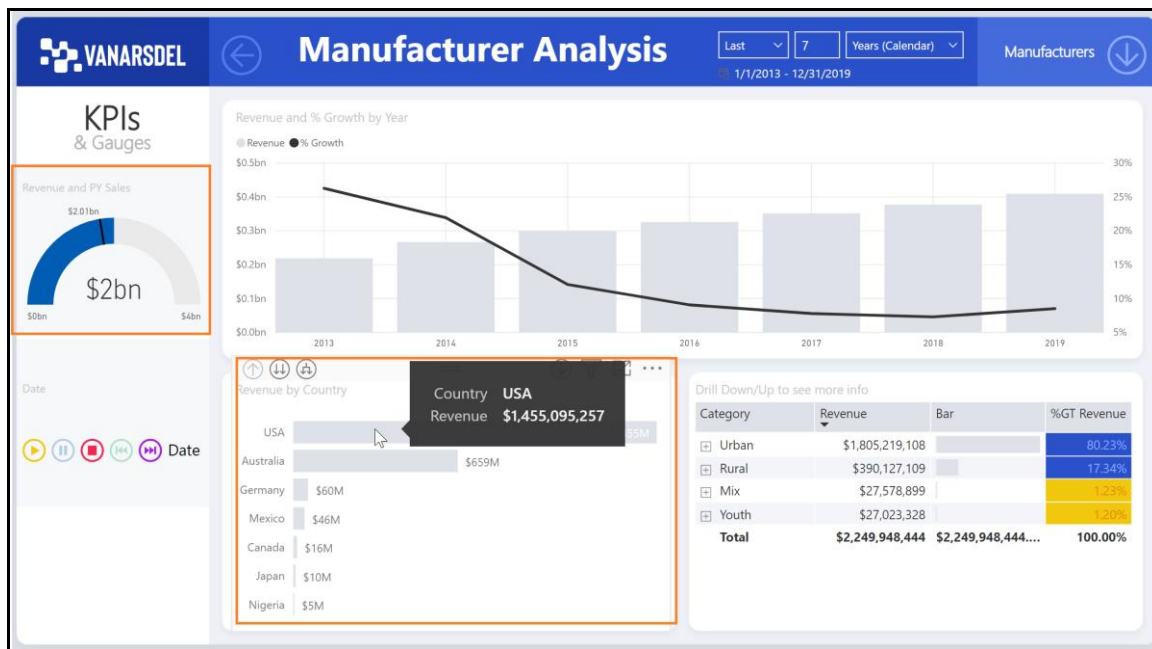 VANARSDEL
Manufacturer Analysis
Last 7 Years (Calendar)
1/1/2013 - 12/31/2019
Manufacturers
KPIs
& Gauges
Revenue and PY Sales
$2.01bn
$2bn
$0bn $4bn
Date
Date
Revenue and % Growth by Year
Revenue % Growth
$0.5bn 30%
$0.4bn 25%
$0.3bn 20%
$0.2bn 15%
$0.1bn 10%
$0.0bn 5%
2013 2014 2015 2016 2017 2018 2019
Revenue by Country
Country USA
Revenue $1,455,095,257
USA
Australia $659M
Germany $60M
Mexico $46M
Canada $16M
Japan $10M
Nigeria $5M
Drill Down/Up to see more info
Category Revenue Bar %GT Revenue
Urban $1,805,219,108 80.23%
Rural $390,127,109 17.34%
Mix $27,578,899 1.23%
Youth $27,023,328 1.20%
Total $2,249,948,444 $2,249,948,444.... 100.00%